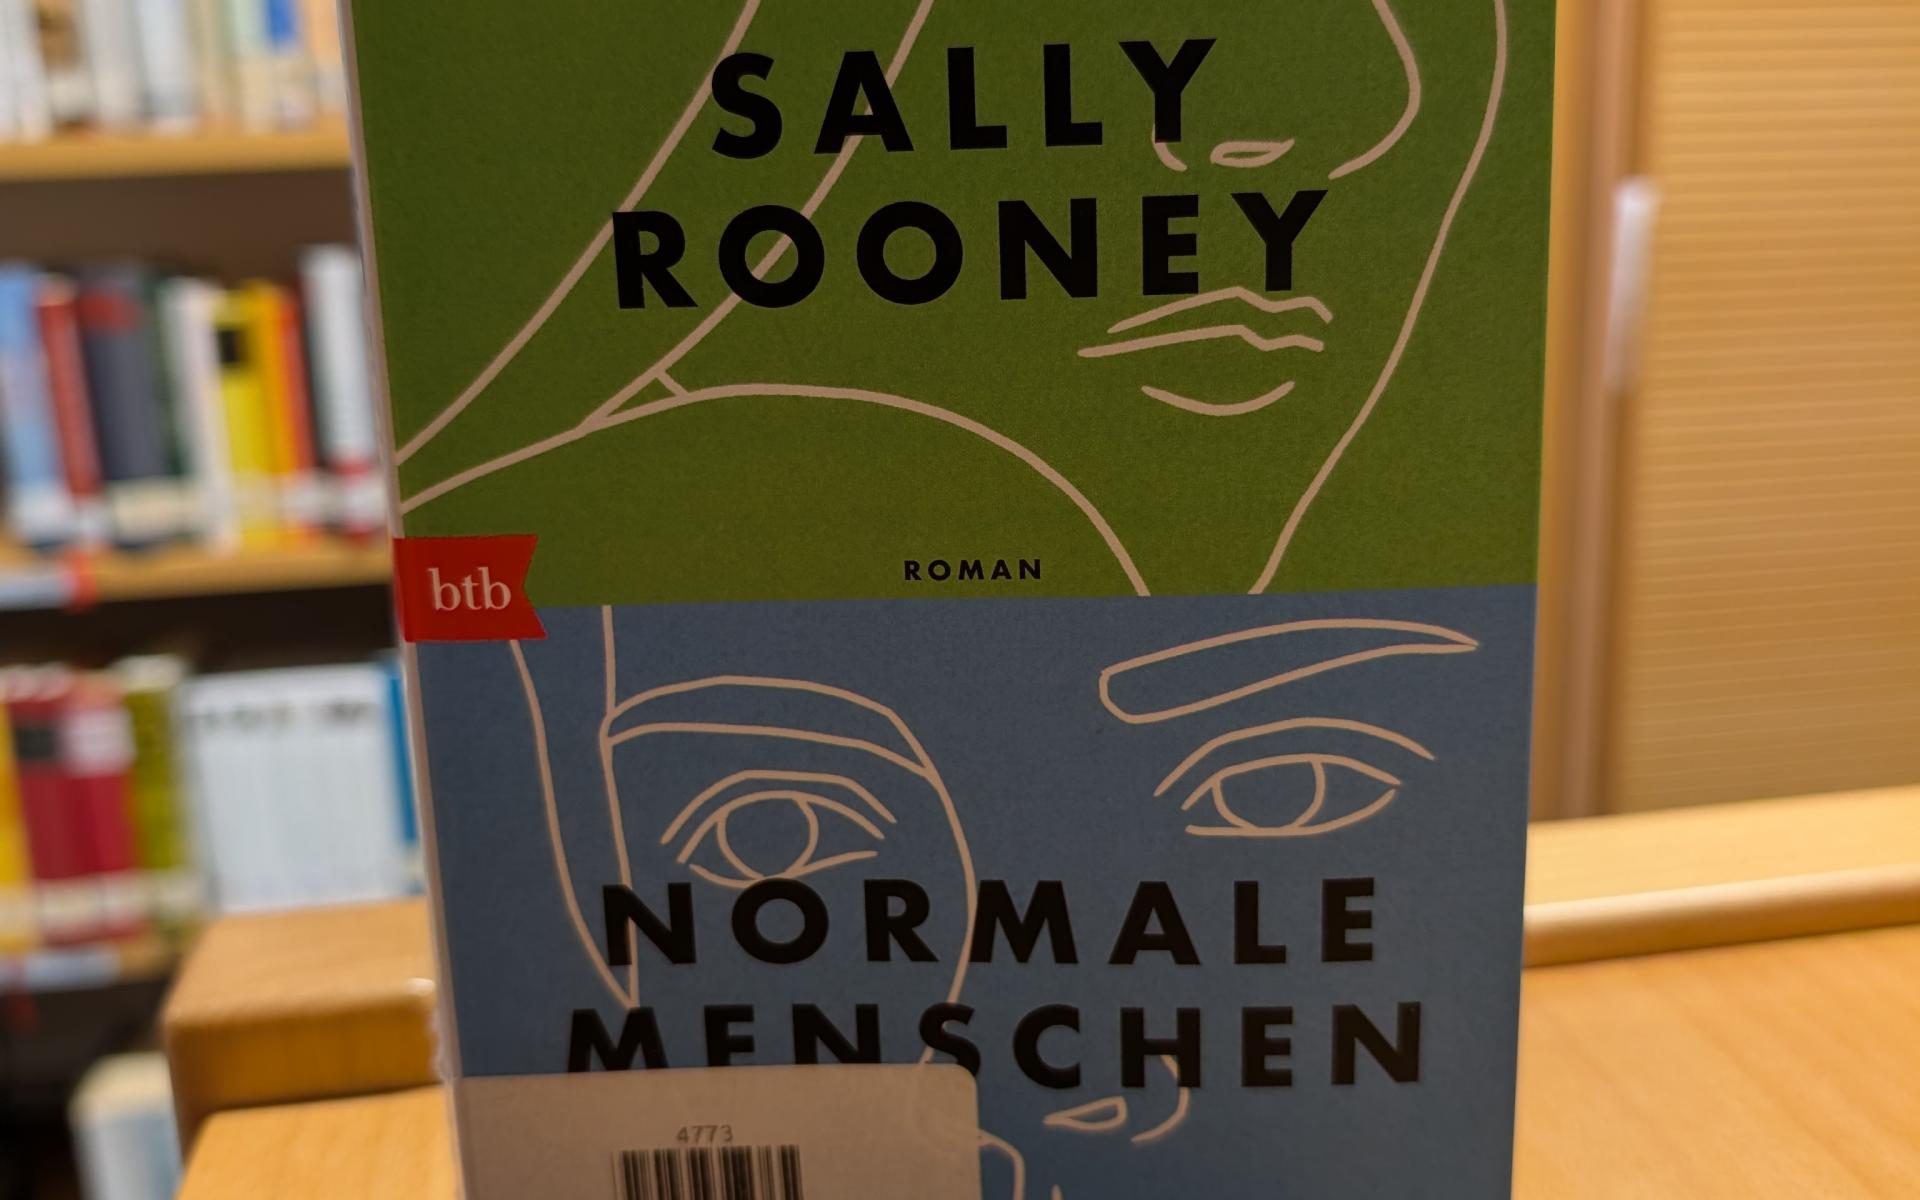 SALLY
ROONEY
ROMAN
btb
NORMALE
MENSCHEN
4773